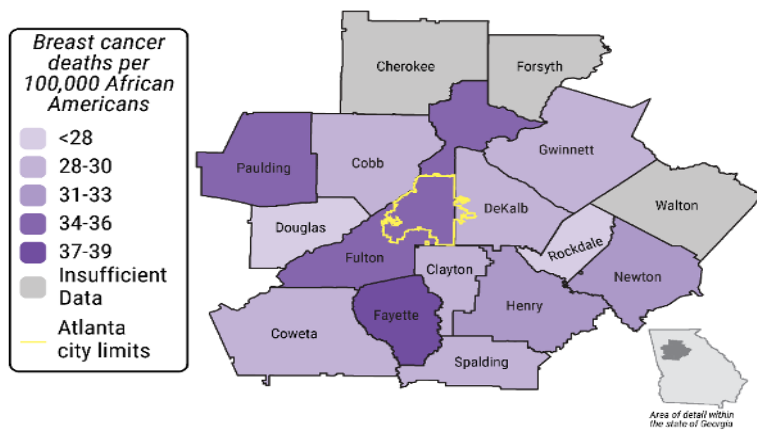 Breast cancer
deaths per
100,000 African
Americans
<28
28-30
31-33
34-36
37-39
Insufficient
Data
Atlanta
city limits
Cherokee
Forsyth
Paulding
Cobb
Gwinnett
Walton
Douglas
DeKalb
Rockdale
Fulton
Clayton
Newton
Henry
Fayette
Coweta
Spalding
Area of detail within
the state of Georgia